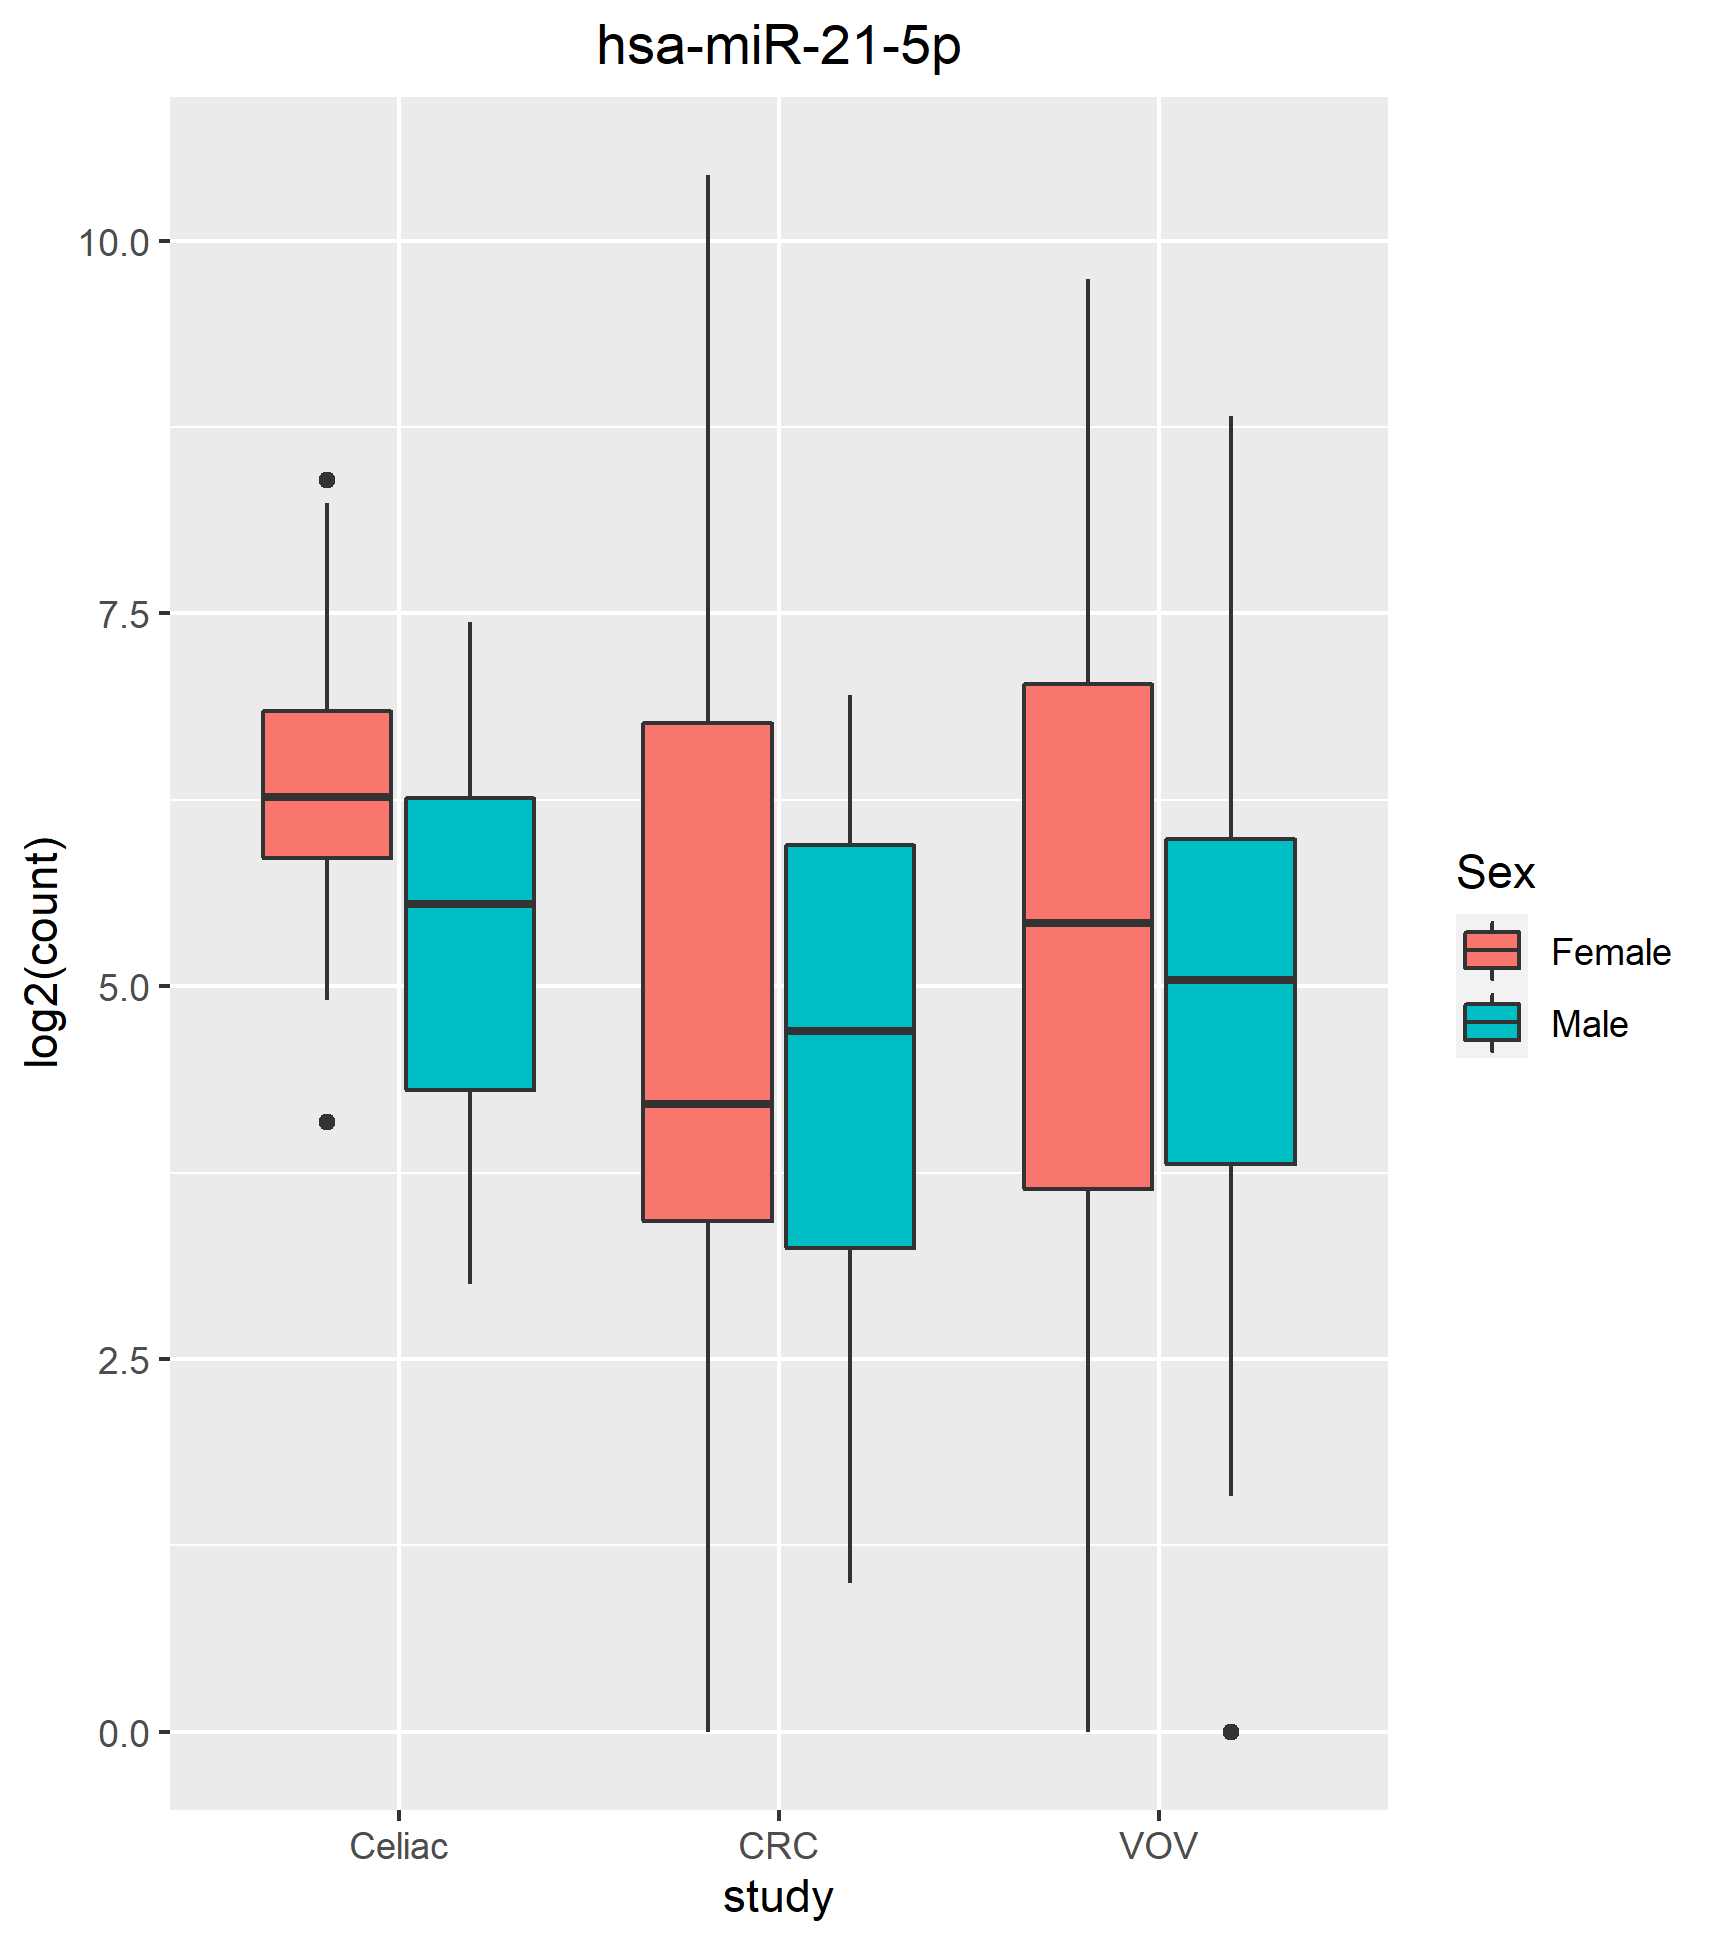 hsa-miR-21-5p
log2(count)
10.0
7.5
5.0
2.5
0.0
Celiac
CRC
VOV
study
Sex
Female
Male